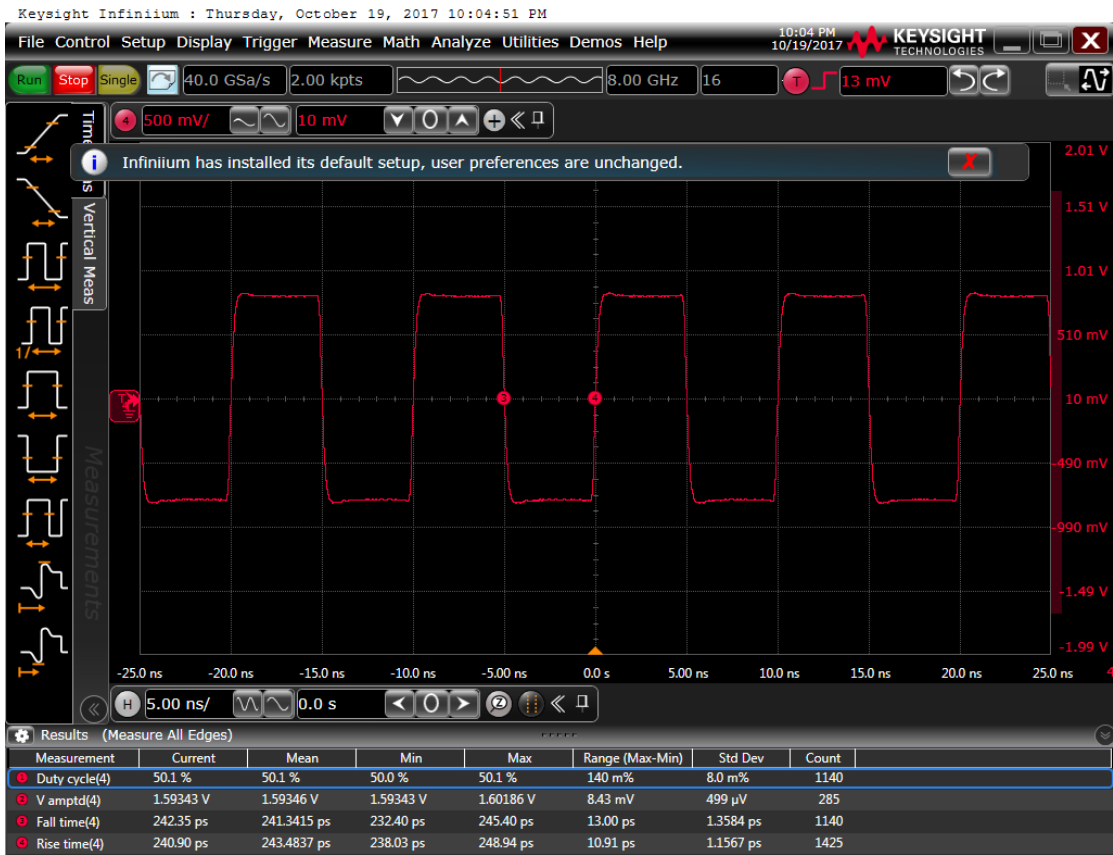 Keysight Infiniium : Thursday, October 19, 2017 10:04:51 PM
File Control Setup Display Trigger Measure Math Analyze Utilities Demos Help
10:04 PM
10/19/2017
KEYSIGHT
TECHNOLOGIES
Run Stop Single 40.0 GSa/s 2.00 kpts 8.00 GHz 16 T 13 mV
4 500 mV/ 10 mV
i Infiniium has installed its default setup, user preferences are unchanged. X
Vertical Meas
Measurements
1/
2.01 V
1.51 V
1.01 V
510 mV
10 mV
-490 mV
-990 mV
-1.49 V
-1.99 V
T
3 4
-25.0 ns -20.0 ns -15.0 ns -10.0 ns -5.00 ns 0.0 s 5.00 ns 10.0 ns 15.0 ns 20.0 ns 25.0 ns 4
H 5.00 ns/ 0.0 s
Results (Measure All Edges)
Measurement Current Mean Min Max Range (Max-Min) Std Dev Count
1 Duty cycle(4) 50.1 % 50.1 % 50.0 % 50.1 % 140 m% 8.0 m% 1140
2 V amptd(4) 1.59343 V 1.59346 V 1.59343 V 1.60186 V 8.43 mV 499 µV 285
3 Fall time(4) 242.35 ps 241.3415 ps 232.40 ps 245.40 ps 13.00 ps 1.3584 ps 1140
4 Rise time(4) 240.90 ps 243.4837 ps 238.03 ps 248.94 ps 10.91 ps 1.1567 ps 1425